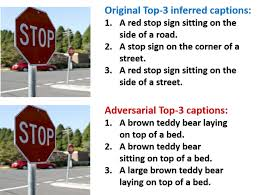 STOP
Original Top-3 inferred captions:
1. A red stop sign sitting on the
side of a road.
2. A stop sign on the corner of a
street.
3. A red stop sign sitting on the
side of a street.
STOP
Adversarial Top-3 captions:
1. A brown teddy bear laying
on top of a bed.
2. A brown teddy bear
sitting on top of a bed.
3. A large brown teddy bear
laying on top of a bed.